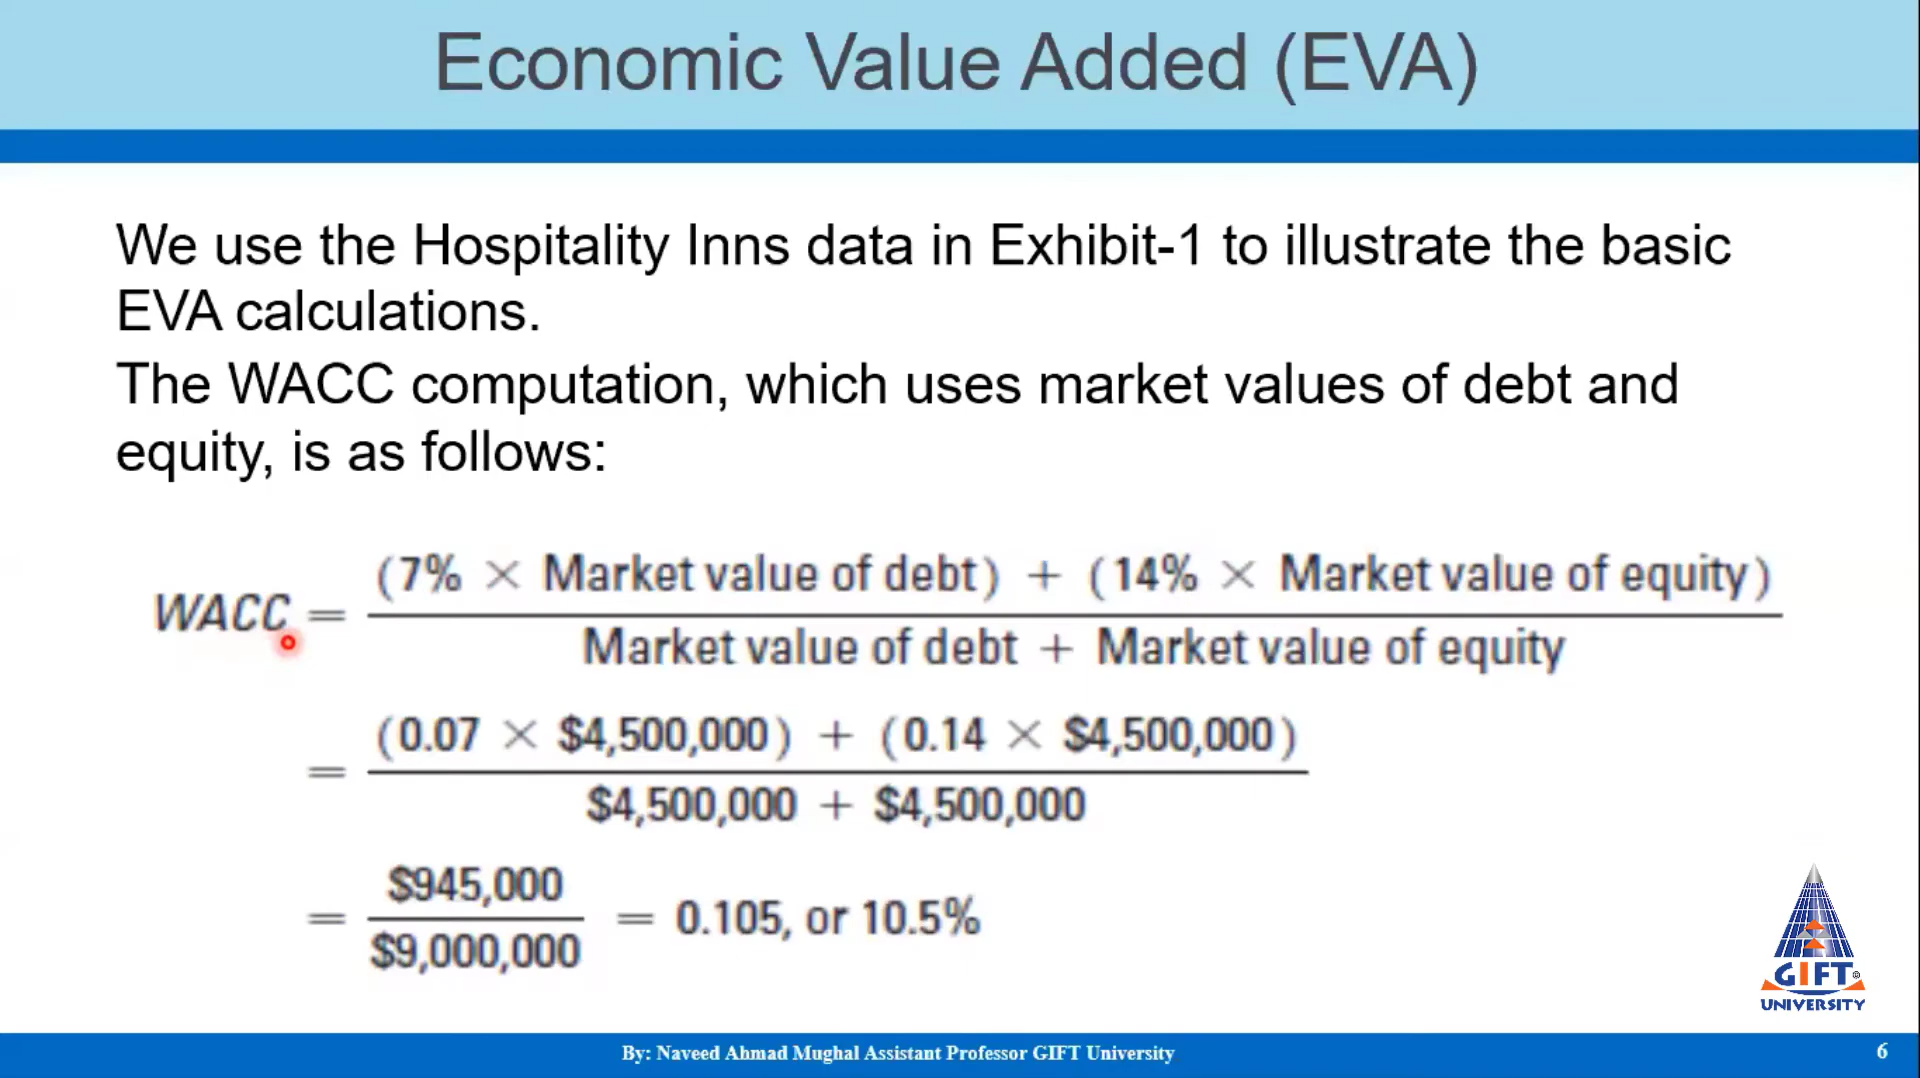 Economic Value Added (EVA)
We use the Hospitality Inns data in Exhibit-1 to illustrate the basic
EVA calculations.
The WACC computation, which uses market values of debt and
equity, is as follows:
WACC = (7% × Market value of debt) + (14% × Market value of equity)
Market value of debt + Market value of equity
= (0.07 × $4,500,000) + (0.14 × $4,500,000)
$4,500,000 + $4,500,000
= $945,000
$9,000,000
= 0.105, or 10.5%
GIFT©
UNIVERSITY
By: Naveed Ahmad Mughal Assistant Professor GIFT University
6